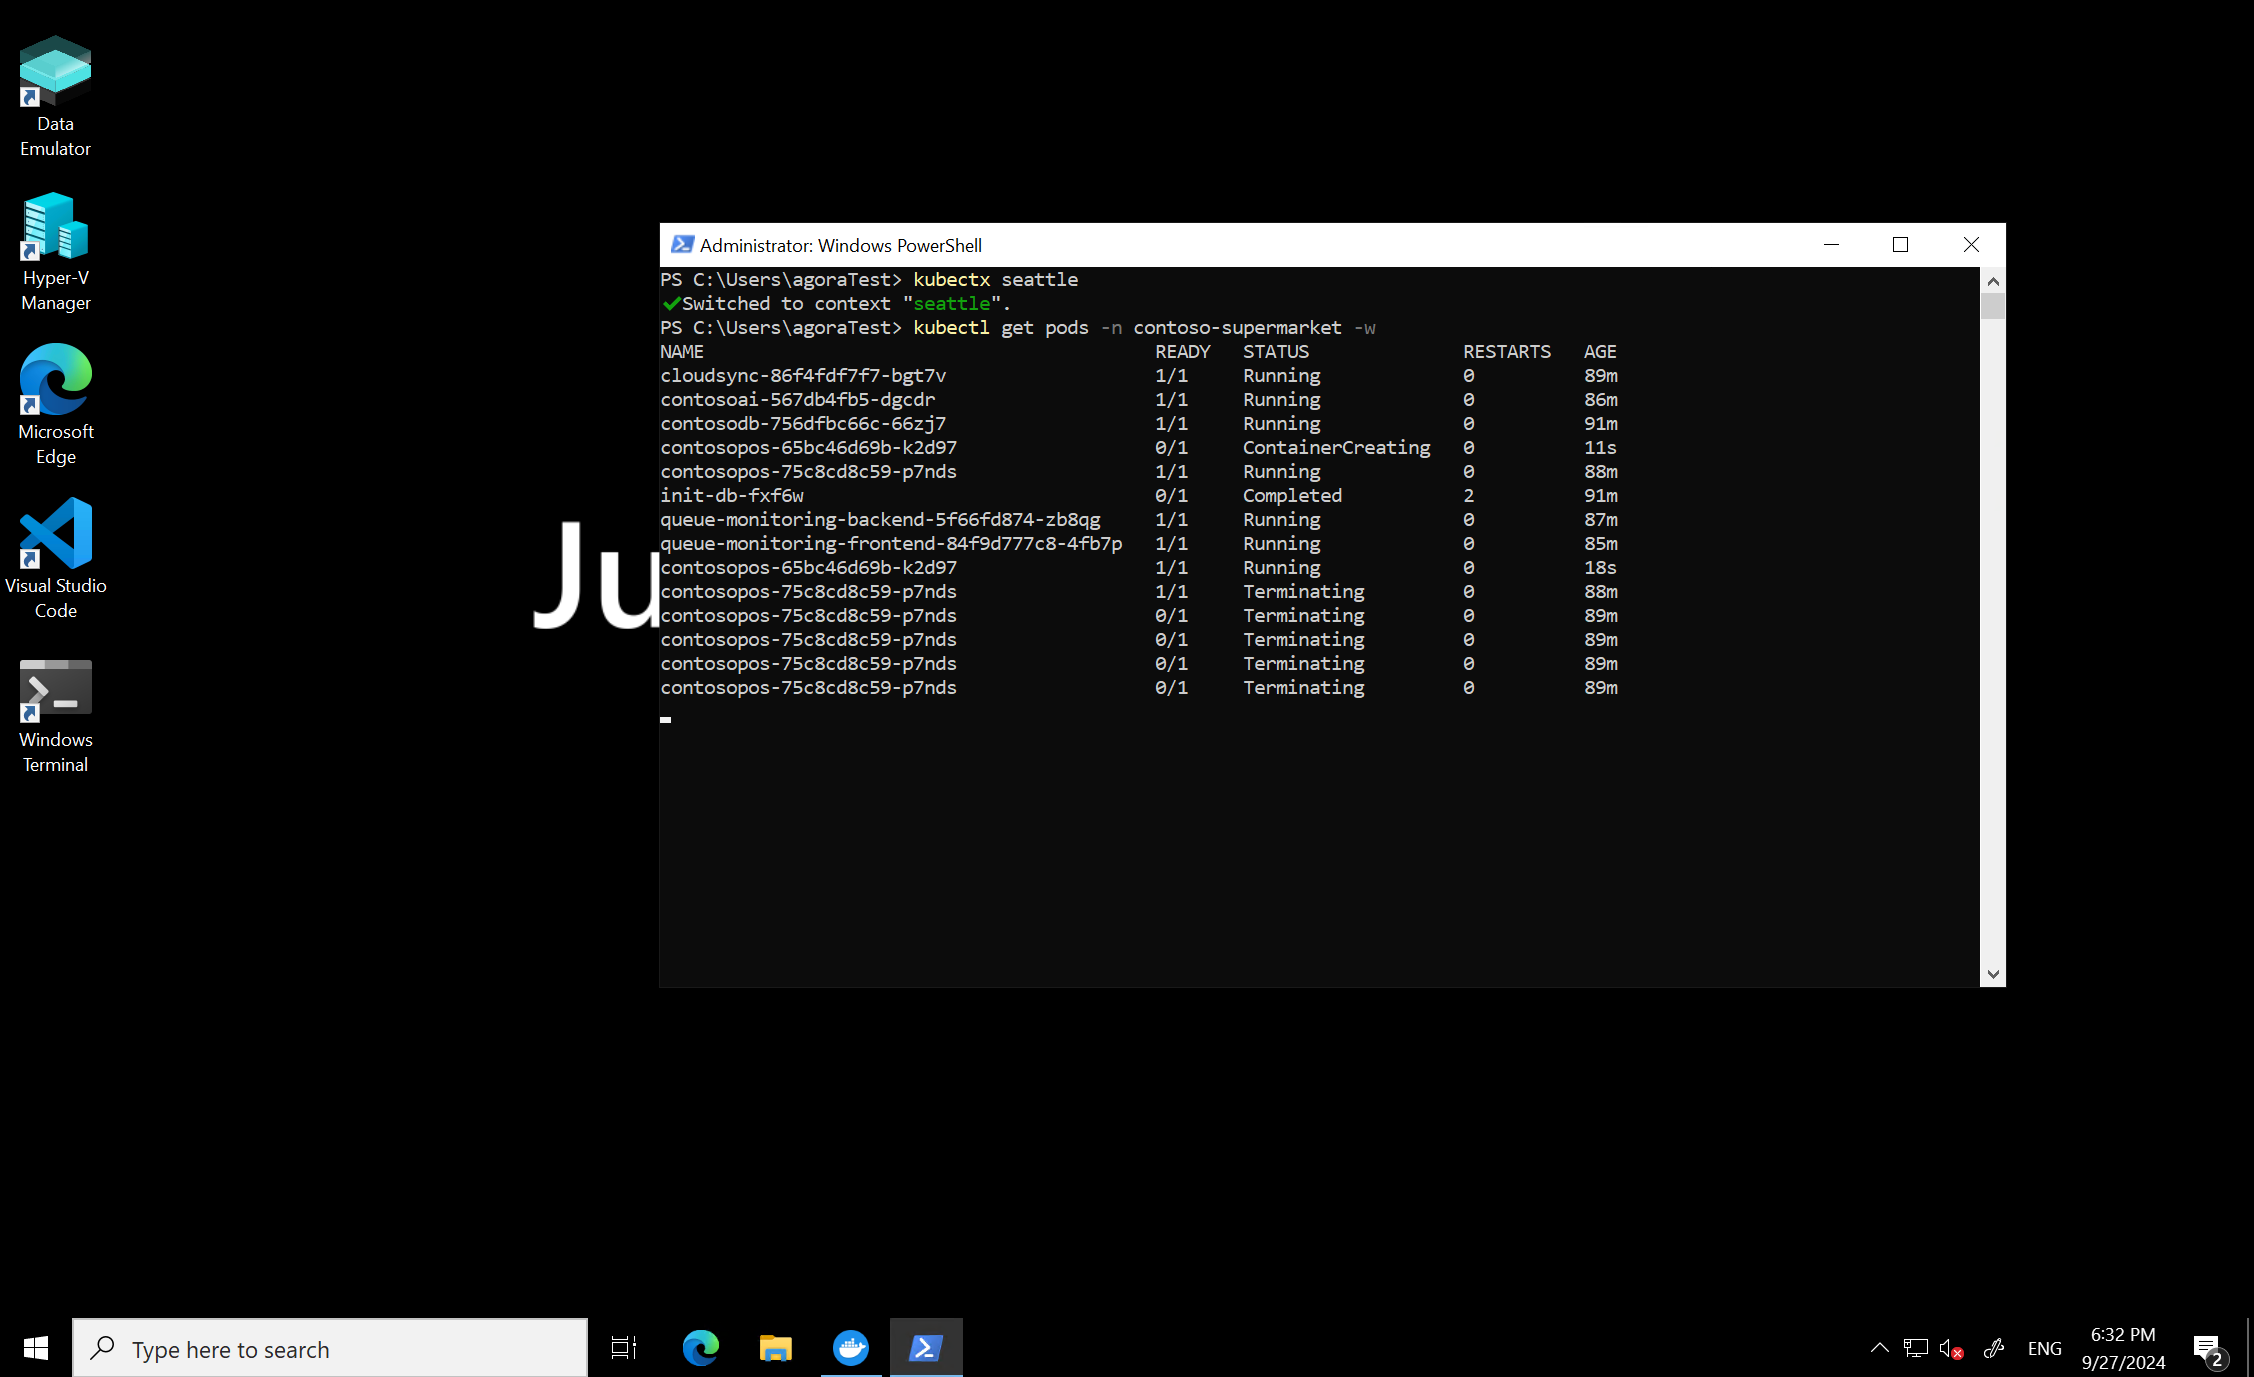 Data
Emulator
Hyper-V
Manager
Microsoft
Edge
Visual Studio
Code
Windows
Terminal
Ju
Administrator: Windows PowerShell
PS C:\Users\agoraTest> kubectx seattle
✔Switched to context "seattle".
PS C:\Users\agoraTest> kubectl get pods -n contoso-supermarket -w
NAME READY STATUS RESTARTS AGE
cloudsync-86f4fdf7f7-bgt7v 1/1 Running 0 89m
contosoai-567db4fb5-dgcdr 1/1 Running 0 86m
contosodb-756dfbc66c-66zj7 1/1 Running 0 91m
contosopos-65bc46d69b-k2d97 0/1 ContainerCreating 0 11s
contosopos-75c8cd8c59-p7nds 1/1 Running 0 88m
init-db-fxf6w 0/1 Completed 2 91m
queue-monitoring-backend-5f66fd874-zb8qg 1/1 Running 0 87m
queue-monitoring-frontend-84f9d777c8-4fb7p 1/1 Running 0 85m
contosopos-65bc46d69b-k2d97 1/1 Running 0 18s
contosopos-75c8cd8c59-p7nds 1/1 Terminating 0 88m
contosopos-75c8cd8c59-p7nds 0/1 Terminating 0 89m
contosopos-75c8cd8c59-p7nds 0/1 Terminating 0 89m
contosopos-75c8cd8c59-p7nds 0/1 Terminating 0 89m
contosopos-75c8cd8c59-p7nds 0/1 Terminating 0 89m
Type here to search
ENG
6:32 PM
9/27/2024
2